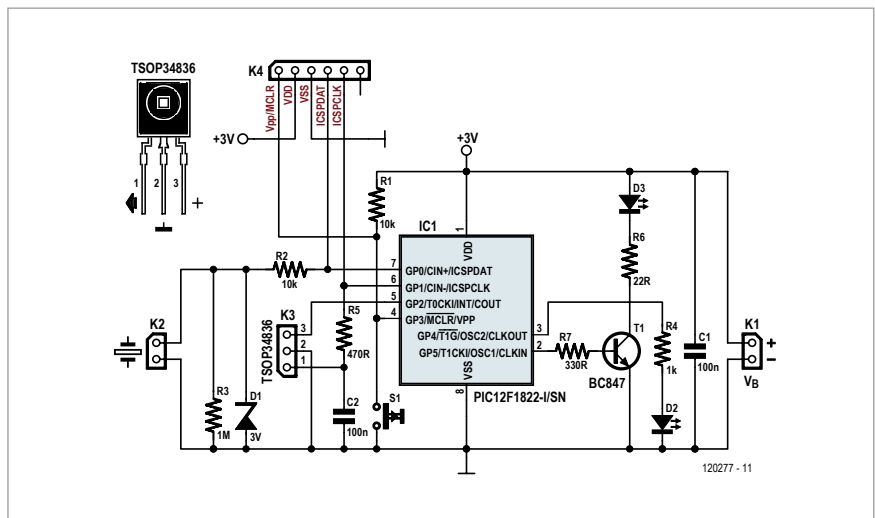 TSOP34836
1
2
3
+
K4
Vpp/MCLR
VDD
VSS
ICSPDAT
ICSPCLK
+3V
+3V
R1
10k
IC1
1
VDD
D3
R6
22R
R2
10k
7
GP0/CIN+/ICSPDAT
6
GP1/CIN-/ICSPCLK
5
GP2/T0CKI/INT/COUT
4
GP3/MCLR/VPP
GP4/T1G/OSC2/CLKOUT
3
GP5/T1CKI/OSC1/CLKIN
2
VSS
8
PIC12F1822-I/SN
K2
K3
3
2
1
TSOP34836
R5
470R
R7
330R
T1
BC847
R4
1k
C1
100n
K1
+
–
VB
R3
1M
D1
3V
C2
100n
S1
D2
120277 - 11